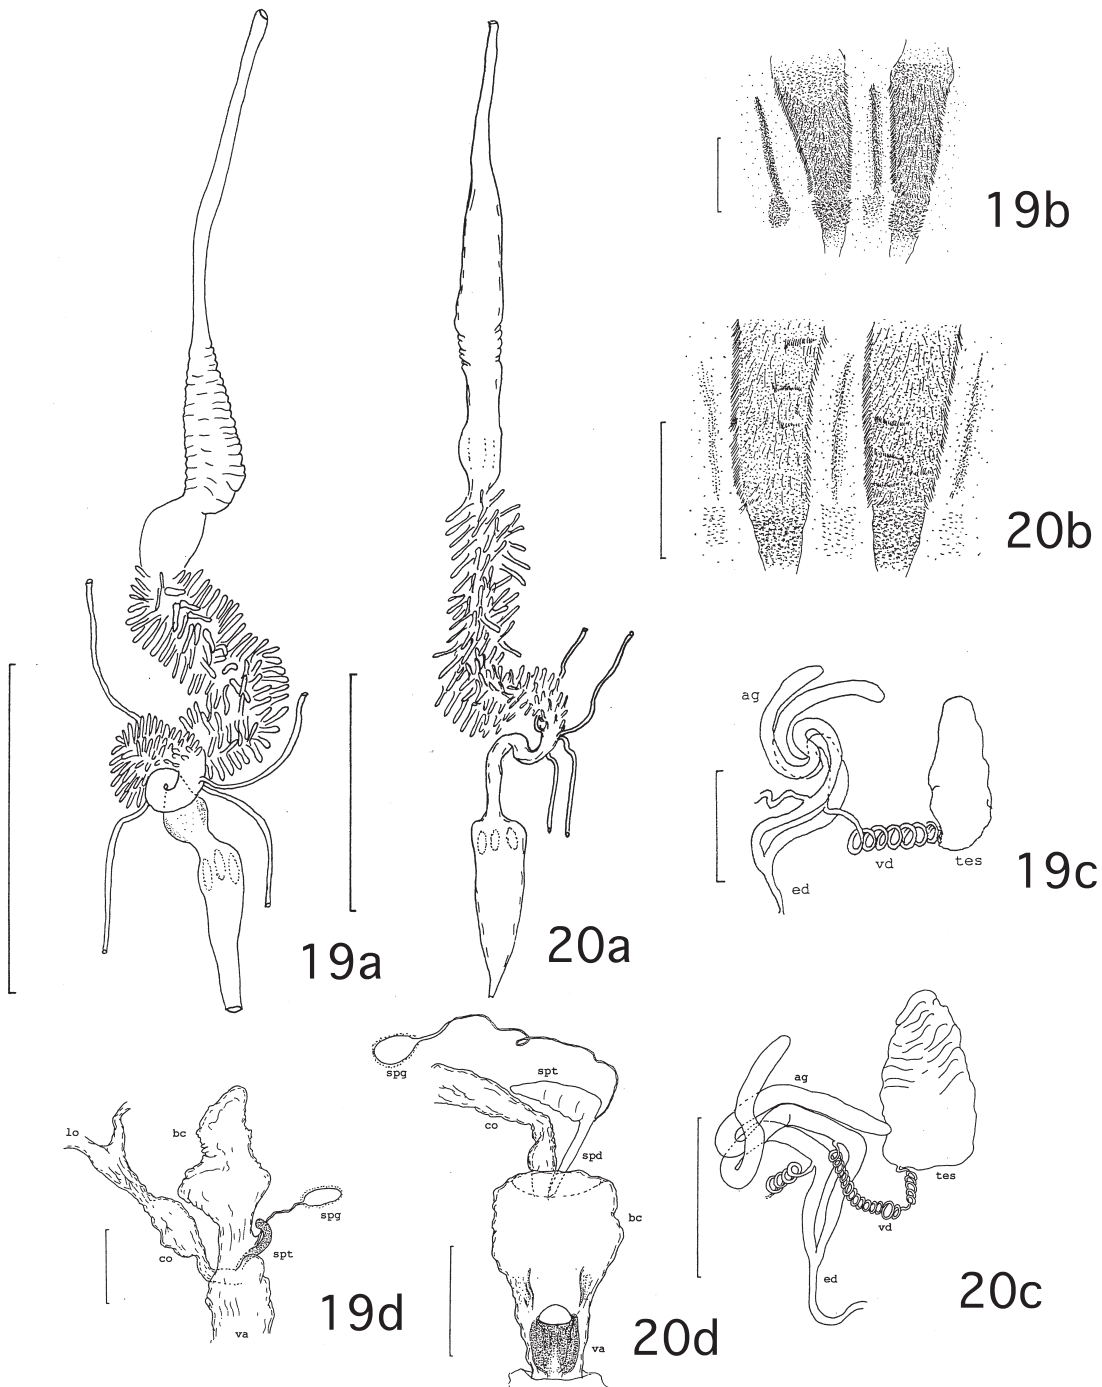 19b
20b
ag
vd
tes
ed
19c
19a
20a
spg
spt
co
spd
bc
va
20d
lo
bc
spg
co
spt
va
19d
ag
tes
vd
ed
20c